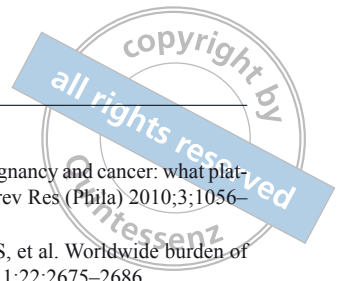 copyright by
all rights reserved
Quintessenz
gnancy and cancer: what plat-
rev Res (Phila) 2010;3;1056–
S, et al. Worldwide burden of
1;22:2675–2686